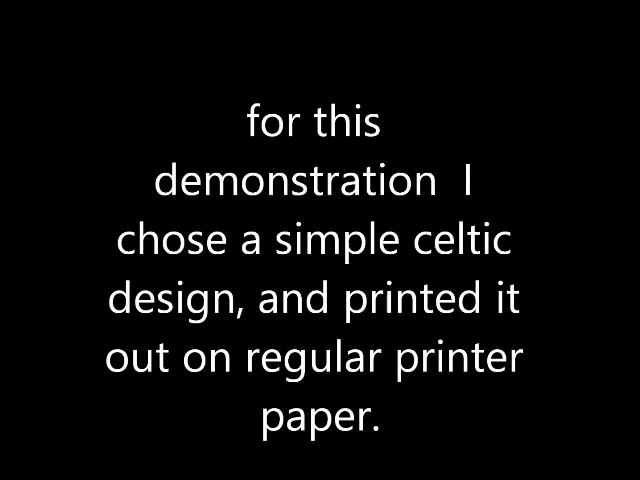 for this
demonstration  I
chose a simple celtic
design, and printed it
out on regular printer
paper.